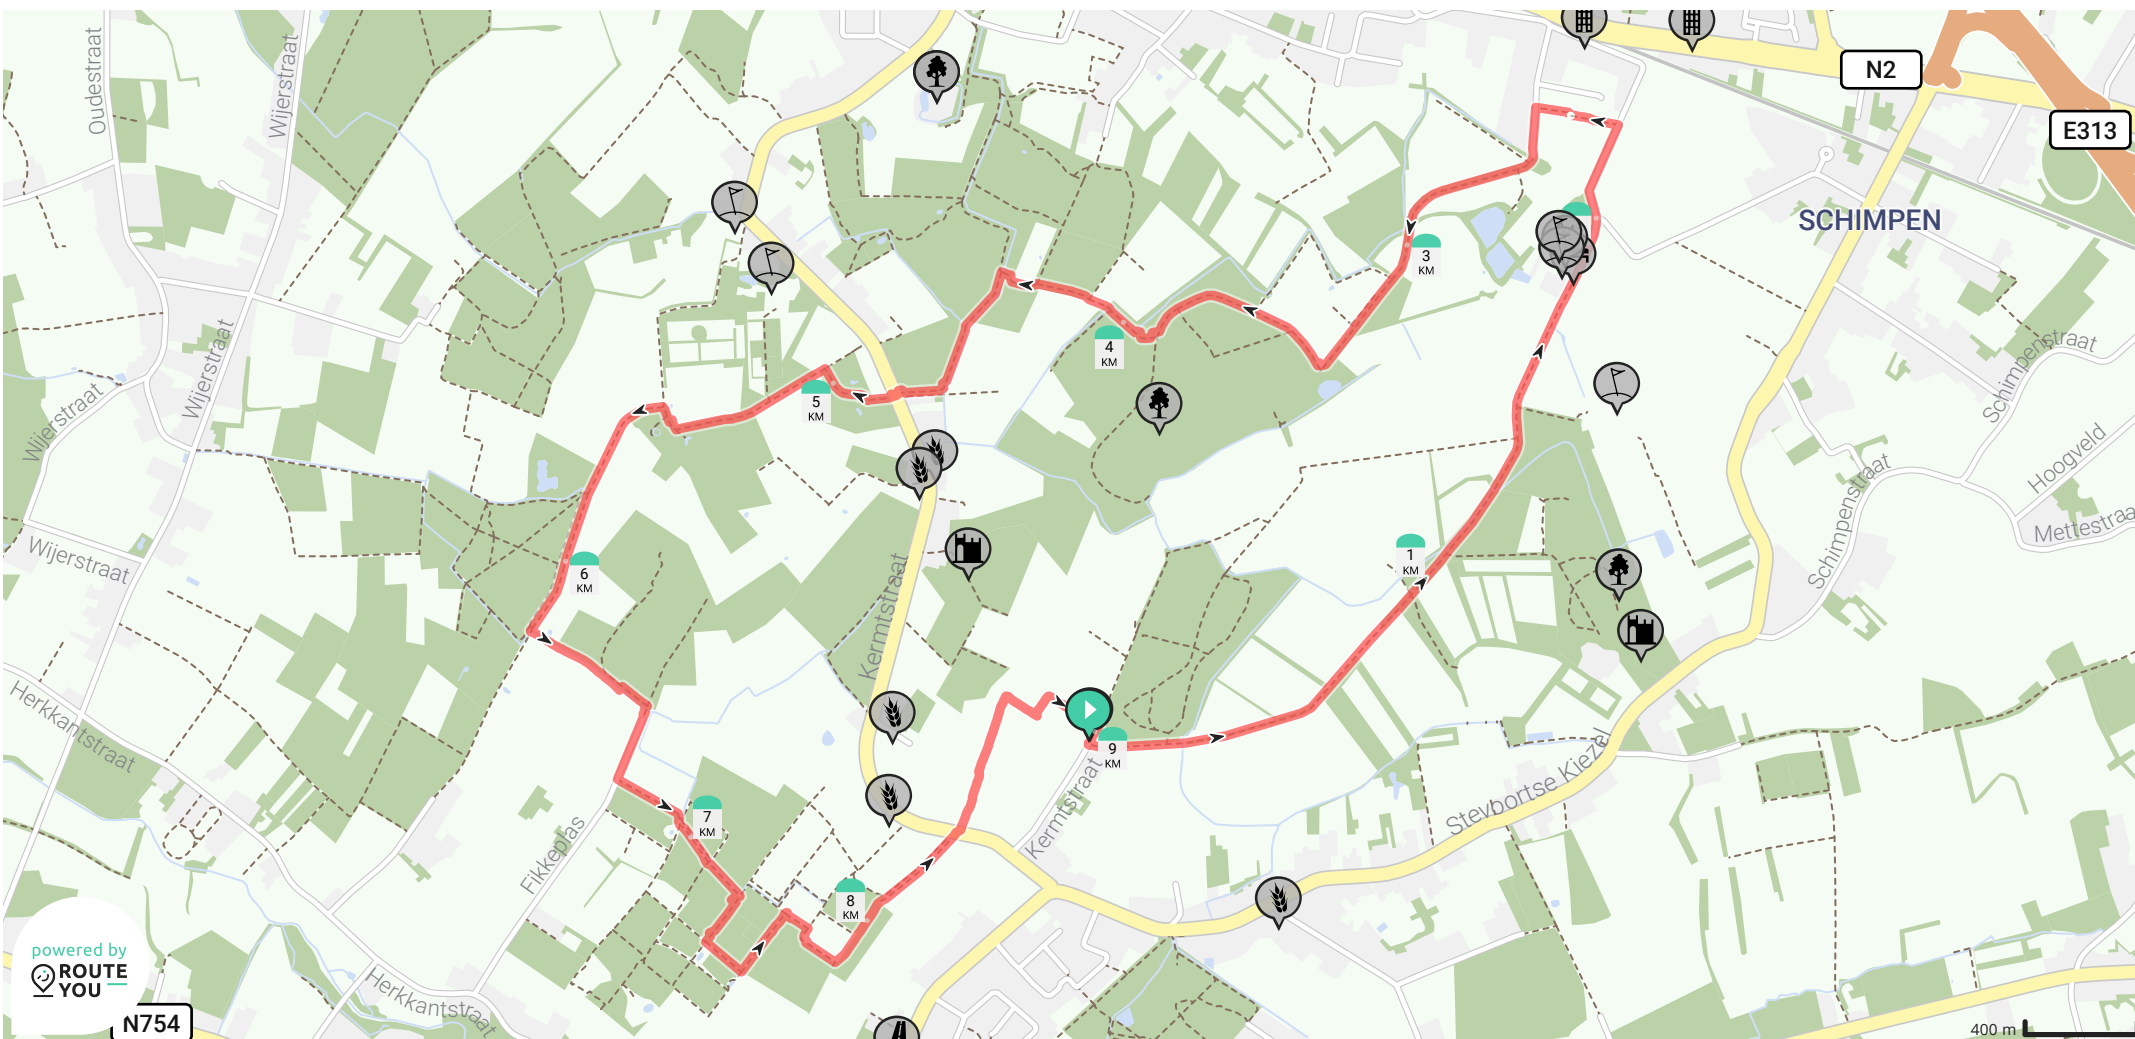 Oudestraat
Wijerstraat
N2
E313
SCHIMPEN
3
KM
4
KM
5
KM
Wijerstraat
Wijerstraat
Schimpenstraat
Hoogveld
Mettestraa
Schimpenstraat
Wijerstraat
6
KM
1
KM
Kermtstraat
Herkkantstraat
9
KM
Kermtstraat
Stevoortse Kiezel
7
KM
Fikkepas
8
KM
powered by
ROUTE
YOU
Herkkantstraat
N754
400 m